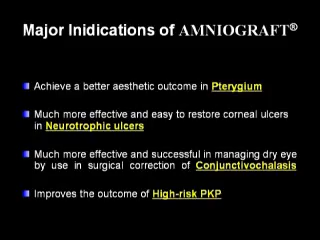 Major Inidications of AMNIOGRAFT®
Achieve a better aesthetic outcome in Pterygium
Much more effective and easy to restore corneal ulcers
in Neurotrophic ulcers
Much more effective and successful in managing dry eye
by use in surgical correction of Conjunctivochalasis
Improves the outcome of High-risk PKP